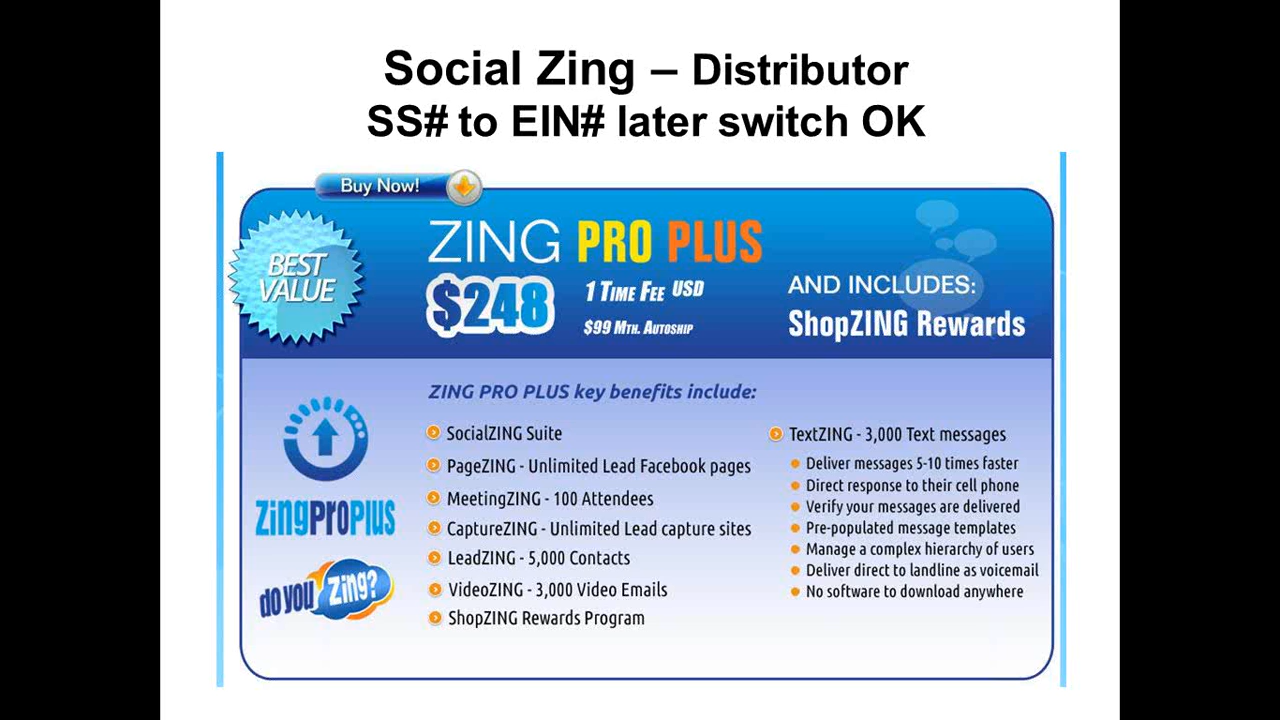 Social Zing – Distributor
SS# to EIN# later switch OK
Buy Now!
BEST
VALUE
ZING PRO PLUS
$248
1 TIME FEE USD
$99 MTH. AUTOSHIP
AND INCLUDES:
ShopZING Rewards
ZING PRO PLUS key benefits include:
SocialZING Suite
PageZING - Unlimited Lead Facebook pages
MeetingZING - 100 Attendees
CaptureZING - Unlimited Lead capture sites
LeadZING - 5,000 Contacts
VideoZING - 3,000 Video Emails
ShopZING Rewards Program
TextZING - 3,000 Text messages
Deliver messages 5-10 times faster
Direct response to their cell phone
Verify your messages are delivered
Pre-populated message templates
Manage a complex hierarchy of users
Deliver direct to landline as voicemail
No software to download anywhere
ZingPROPlus
do you Zing?